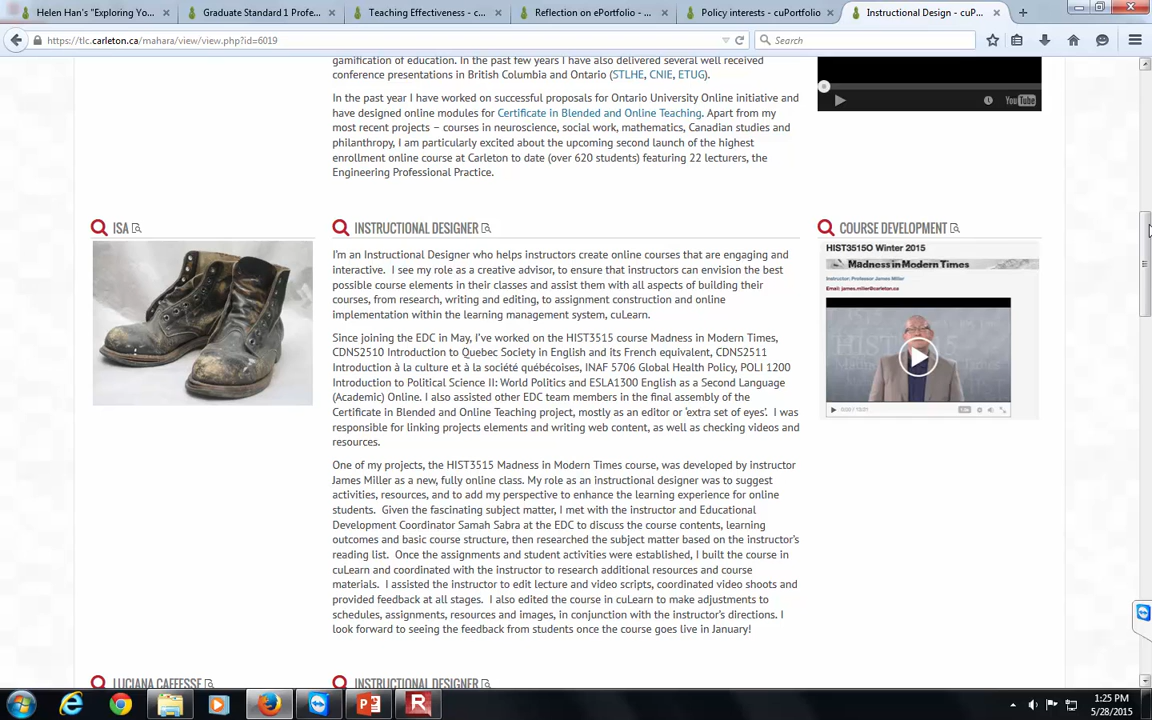 Helen Han's "Exploring Yo...
Graduate Standard 1 Profe...
Teaching Effectiveness - c...
Reflection on ePortfolio - ...
Policy interests - cuPortfolio
Instructional Design - cuP...
https://tlc.carleton.ca/mahara/view/view.php?id=6019
Search
gamification of education. In the past few years I have also delivered several well received
conference presentations in British Columbia and Ontario (STLHE, CNIE, ETUG).
YouTube
In the past year I have worked on successful proposals for Ontario University Online initiative and
have designed online modules for Certificate in Blended and Online Teaching. Apart from my
most recent projects – courses in neuroscience, social work, mathematics, Canadian studies and
philanthropy, I am particularly excited about the upcoming second launch of the highest
enrollment online course at Carleton to date (over 620 students) featuring 22 lecturers, the
Engineering Professional Practice.
ISA
INSTRUCTIONAL DESIGNER
I'm an Instructional Designer who helps instructors create online courses that are engaging and
interactive. I see my role as a creative advisor, to ensure that instructors can envision the best
possible course elements in their classes and assist them with all aspects of building their
courses, from research, writing and editing, to assignment construction and online
implementation within the learning management system, cuLearn.
Since joining the EDC in May, I've worked on the HIST3515 course Madness in Modern Times,
CDNS2510 Introduction to Quebec Society in English and its French equivalent, CDNS2511
Introduction à la culture et à la société québécoises, INAF 5706 Global Health Policy, POLI 1200
Introduction to Political Science II: World Politics and ESLA1300 English as a Second Language
(Academic) Online. I also assisted other EDC team members in the final assembly of the
Certificate in Blended and Online Teaching project, mostly as an editor or 'extra set of eyes'. I was
responsible for linking projects elements and writing web content, as well as checking videos and
resources.
One of my projects, the HIST3515 Madness in Modern Times course, was developed by instructor
James Miller as a new, fully online class. My role as an instructional designer was to suggest
activities, resources, and to add my perspective to enhance the learning experience for online
students. Given the fascinating subject matter, I met with the instructor and Educational
Development Coordinator Samah Sabra at the EDC to discuss the course contents, learning
outcomes and basic course structure, then researched the subject matter based on the instructor's
reading list. Once the assignments and student activities were established, I built the course in
cuLearn and coordinated with the instructor to research additional resources and course
materials. I assisted the instructor to edit lecture and video scripts, coordinated video shoots and
provided feedback at all stages. I also edited the course in cuLearn to make adjustments to
schedules, assignments, resources and images, in conjunction with the instructor's directions. I
look forward to seeing the feedback from students once the course goes live in January!
COURSE DEVELOPMENT
HIST3515O Winter 2015
Madness in Modern Times
Instructor: Professor James Miller
Email: james.miller@carleton.ca
LUCIANA CAFFESSE
INSTRUCTIONAL DESIGNER
1:25 PM
5/28/2015